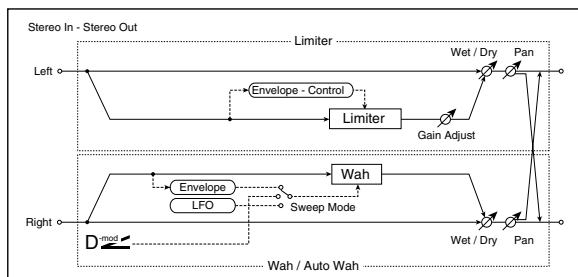 Stereo In - Stereo Out
Limiter
Wet / Dry
Pan
Left
Envelope - Control
Limiter
Gain Adjust
Envelope
Wah
LFO
Sweep Mode
Right
D-mod
Wet / Dry
Pan
Wah / Auto Wah